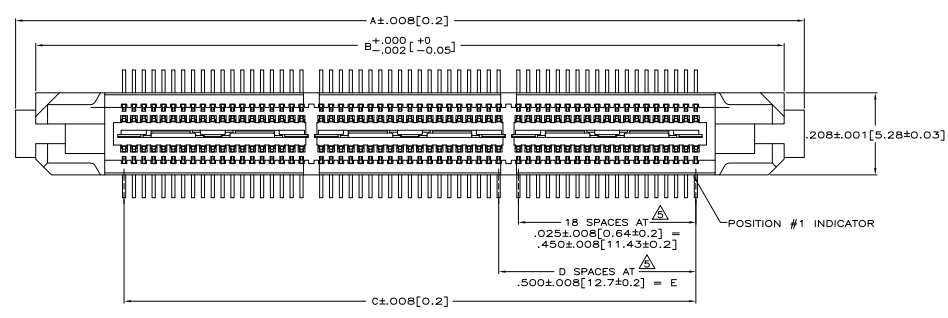 A±.008[0.2]
B+.000/-.002 [+0/-0.05]
.208±.001[5.28±0.03]
18 SPACES AT 5
.025±.008[0.64±0.2] =
.450±.008[11.43±0.2]
POSITION #1 INDICATOR
D SPACES AT 5
.500±.008[12.7±0.2] = E
C±.008[0.2]